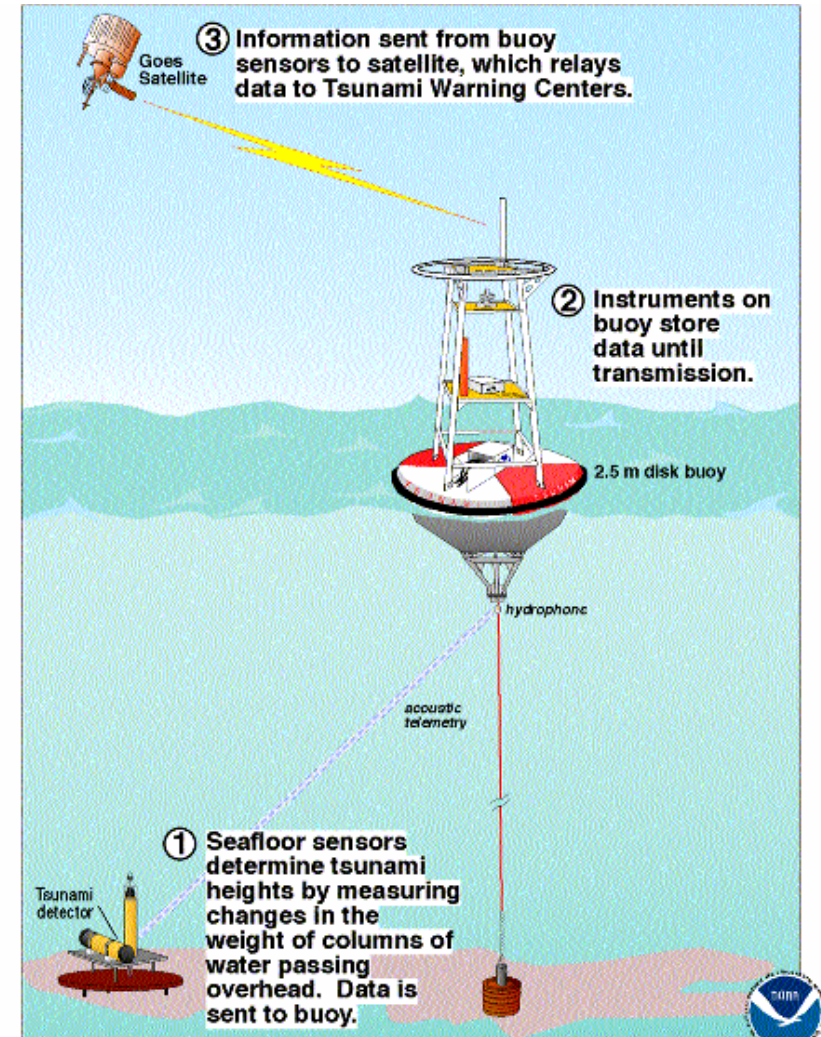 Goes
Satellite
③ Information sent from buoy
sensors to satellite, which relays
data to Tsunami Warning Centers.
② Instruments on
buoy store
data until
transmission.
2.5 m disk buoy
hydrophone
acoustic
telemetry
① Seafloor sensors
determine tsunami
heights by measuring
changes in the
weight of columns of
water passing
overhead. Data is
sent to buoy.
Tsunami
detector